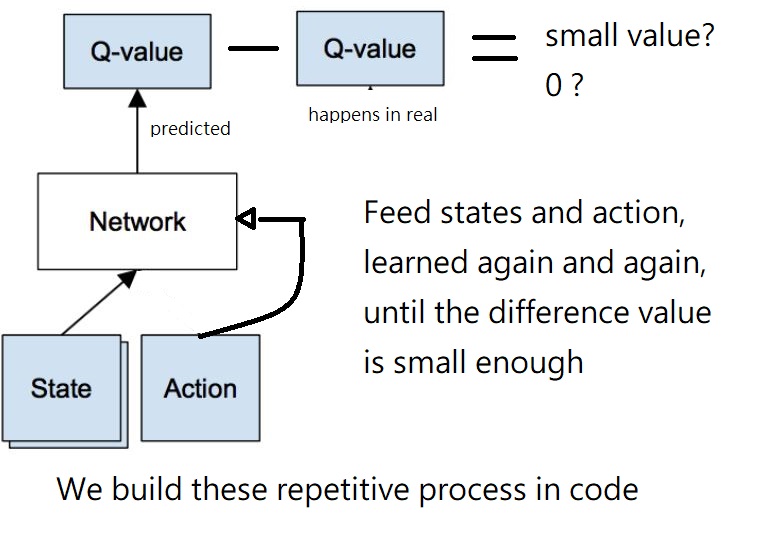 Q-value
Q-value
small value?
0 ?
predicted
happens in real
Network
Feed states and action,
learned again and again,
until the difference value
is small enough
State
Action
We build these repetitive process in code